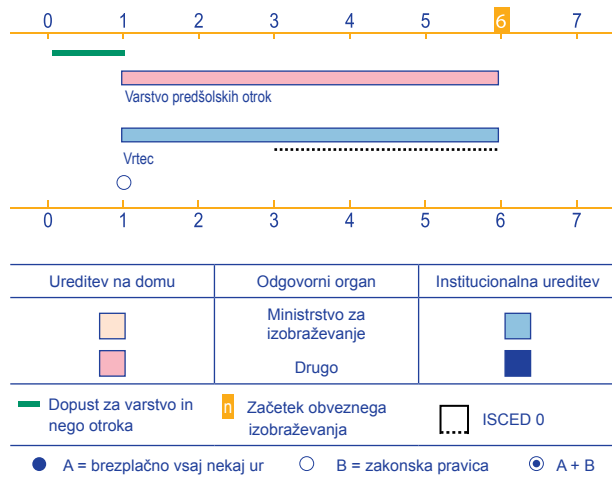 0 1 2 3 4 5 6 7
Varstvo predšolskih otrok
Vrtec
0 1 2 3 4 5 6 7
Ureditev na domu Odgovorni organ Institucionalna ureditev
Ministrstvo za
izobraževanje
Drugo
Dopust za varstvo in
nego otroka
n Začetek obveznega
izobraževanja
ISCED 0
A = brezplačno vsaj nekaj ur B = zakonska pravica A + B